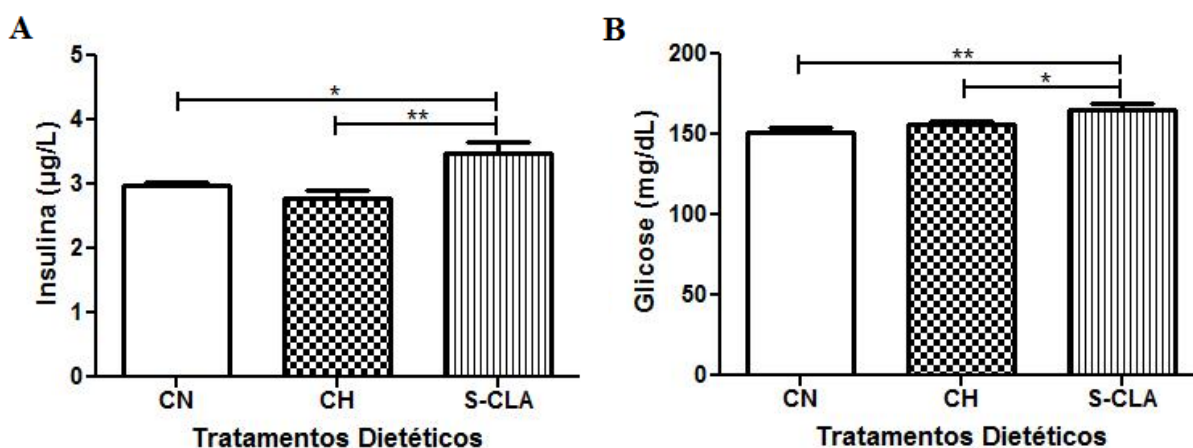 A
Insulina (µg/L)
5
4
3
2
1
0
*
**
CN CH S-CLA
Tratamentos Dietéticos
B
Glicose (mg/dL)
200
150
100
50
0
**
*
CN CH S-CLA
Tratamentos Dietéticos